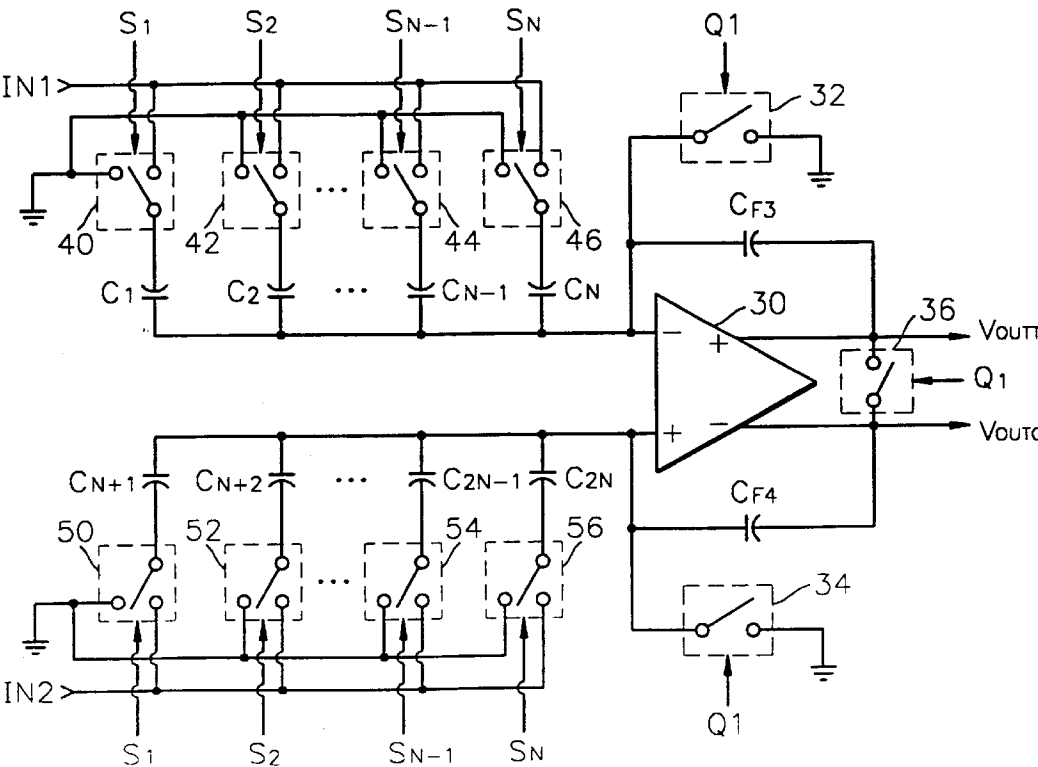 S1 S2 SN-1 SN Q1
IN1
32
40 42 ... 44 46
CF3
C1 C2 ... CN-1 CN
30
36
− +
VOUTT
Q1
+ −
VOUTC
CN+1 CN+2 ... C2N-1 C2N
CF4
50 52 ... 54 56
34
IN2
Q1
S1 S2 SN-1 SN